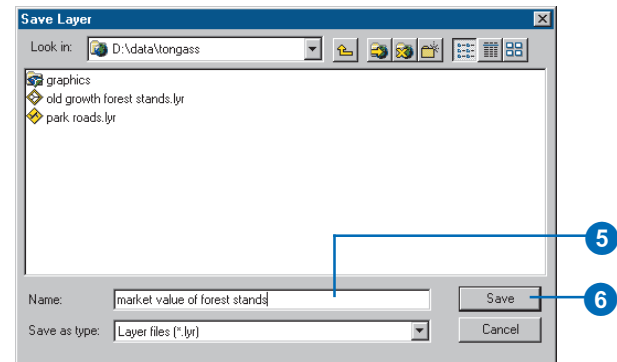 Save Layer
Look in: D:\data\tongass
graphics
old growth forest stands.lyr
park roads.lyr
5
Name: market value of forest stands Save 6
Save as type: Layer files (*.lyr) Cancel